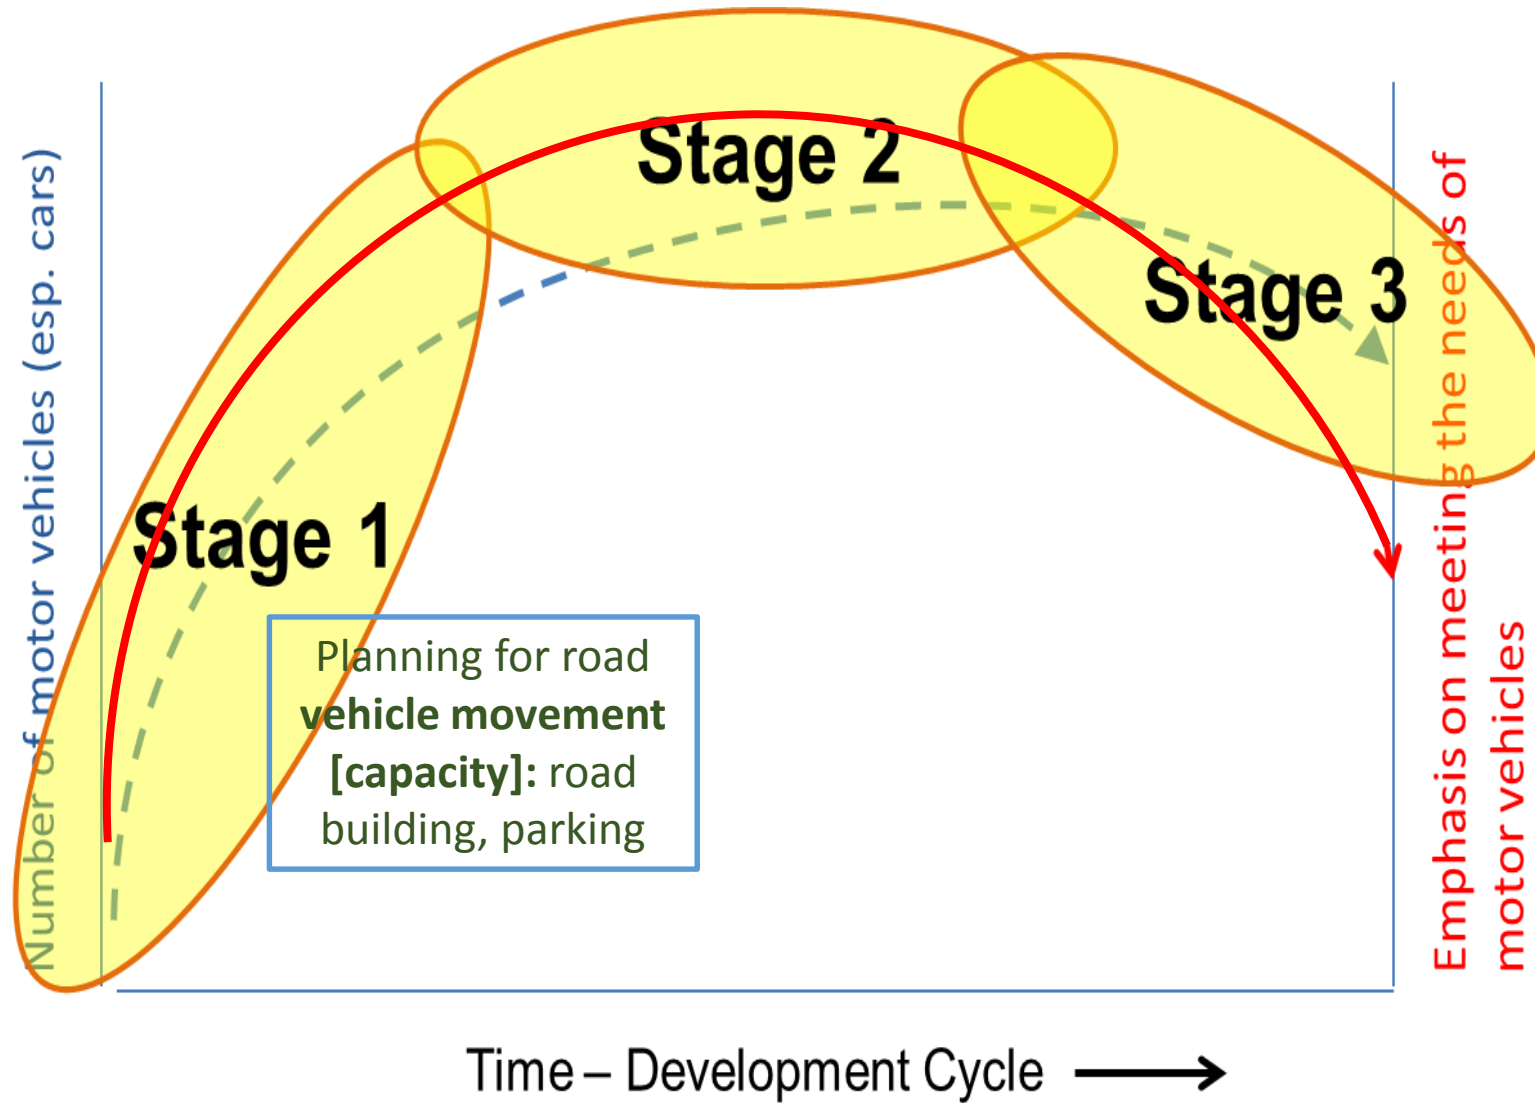 Number of motor vehicles (esp. cars)
Stage 1
Stage 2
Stage 3
Planning for road
vehicle movement
[capacity]: road
building, parking
Emphasis on meeting the needs of
motor vehicles
Time – Development Cycle